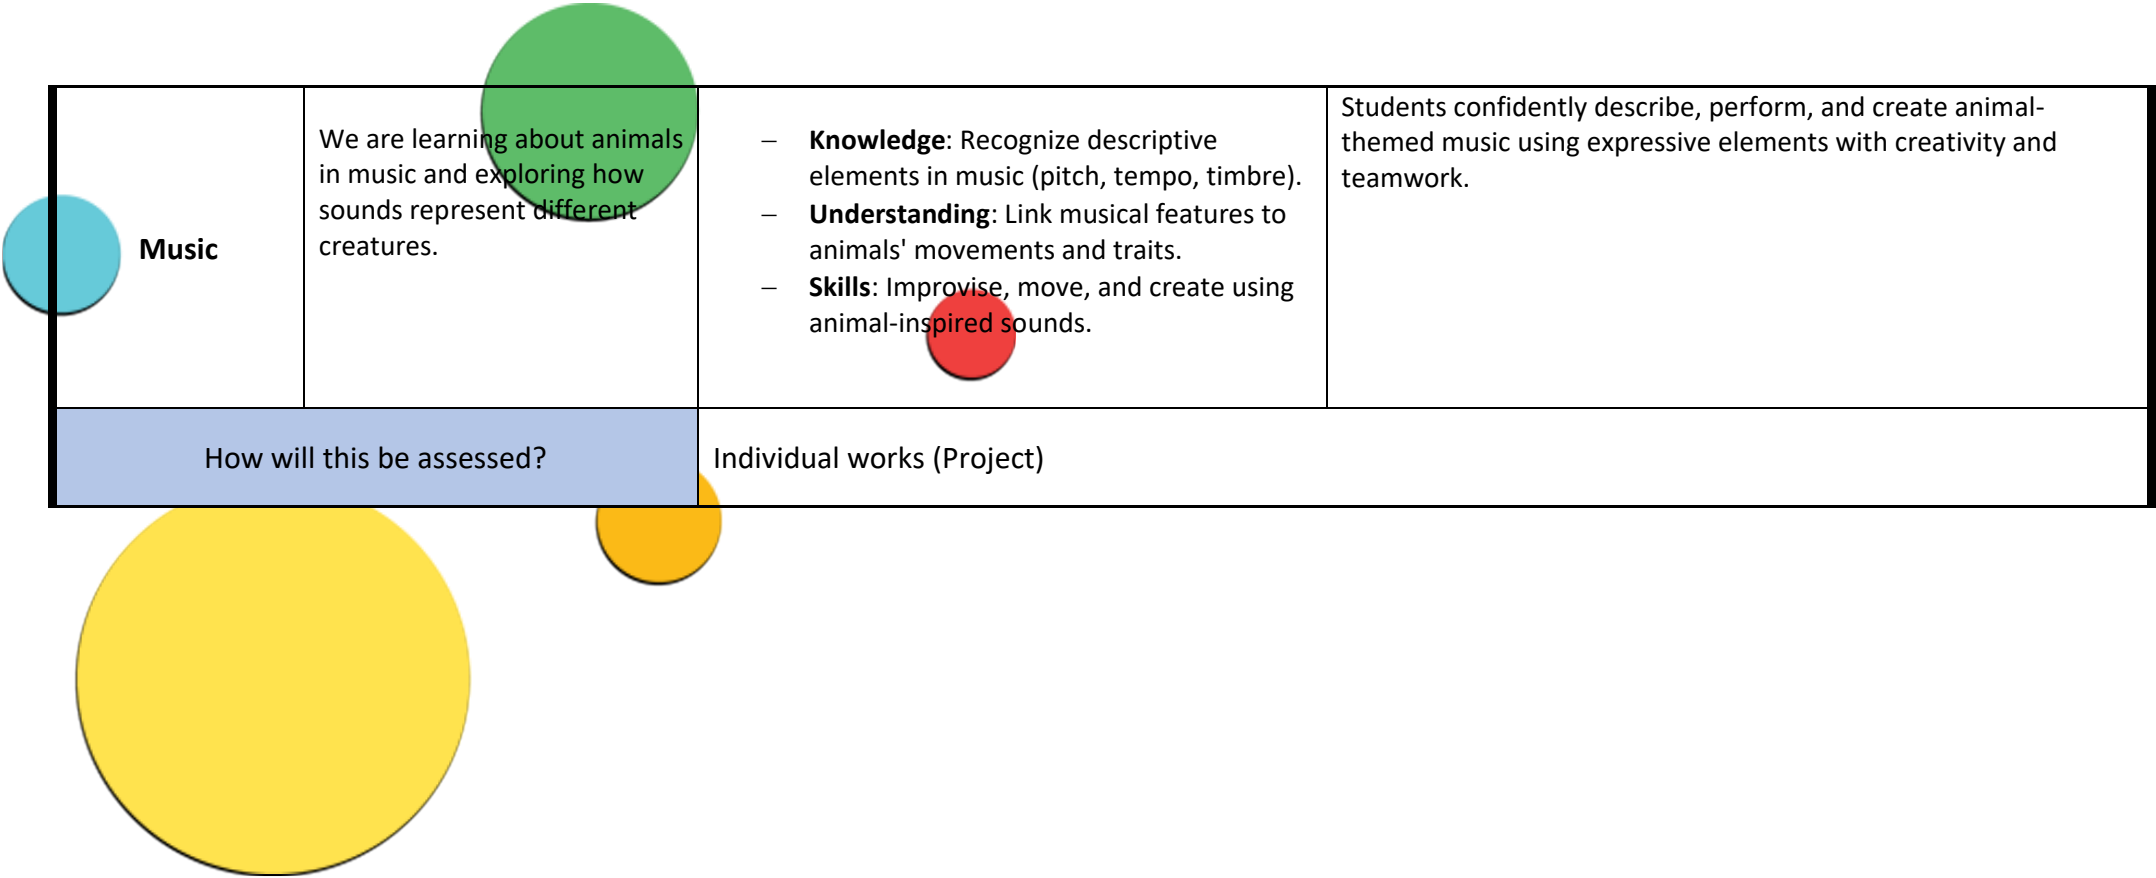 Music
We are learning about animals
in music and exploring how
sounds represent different
creatures.
– Knowledge: Recognize descriptive
elements in music (pitch, tempo, timbre).
– Understanding: Link musical features to
animals' movements and traits.
– Skills: Improvise, move, and create using
animal-inspired sounds.
Students confidently describe, perform, and create animal-
themed music using expressive elements with creativity and
teamwork.
How will this be assessed?
Individual works (Project)